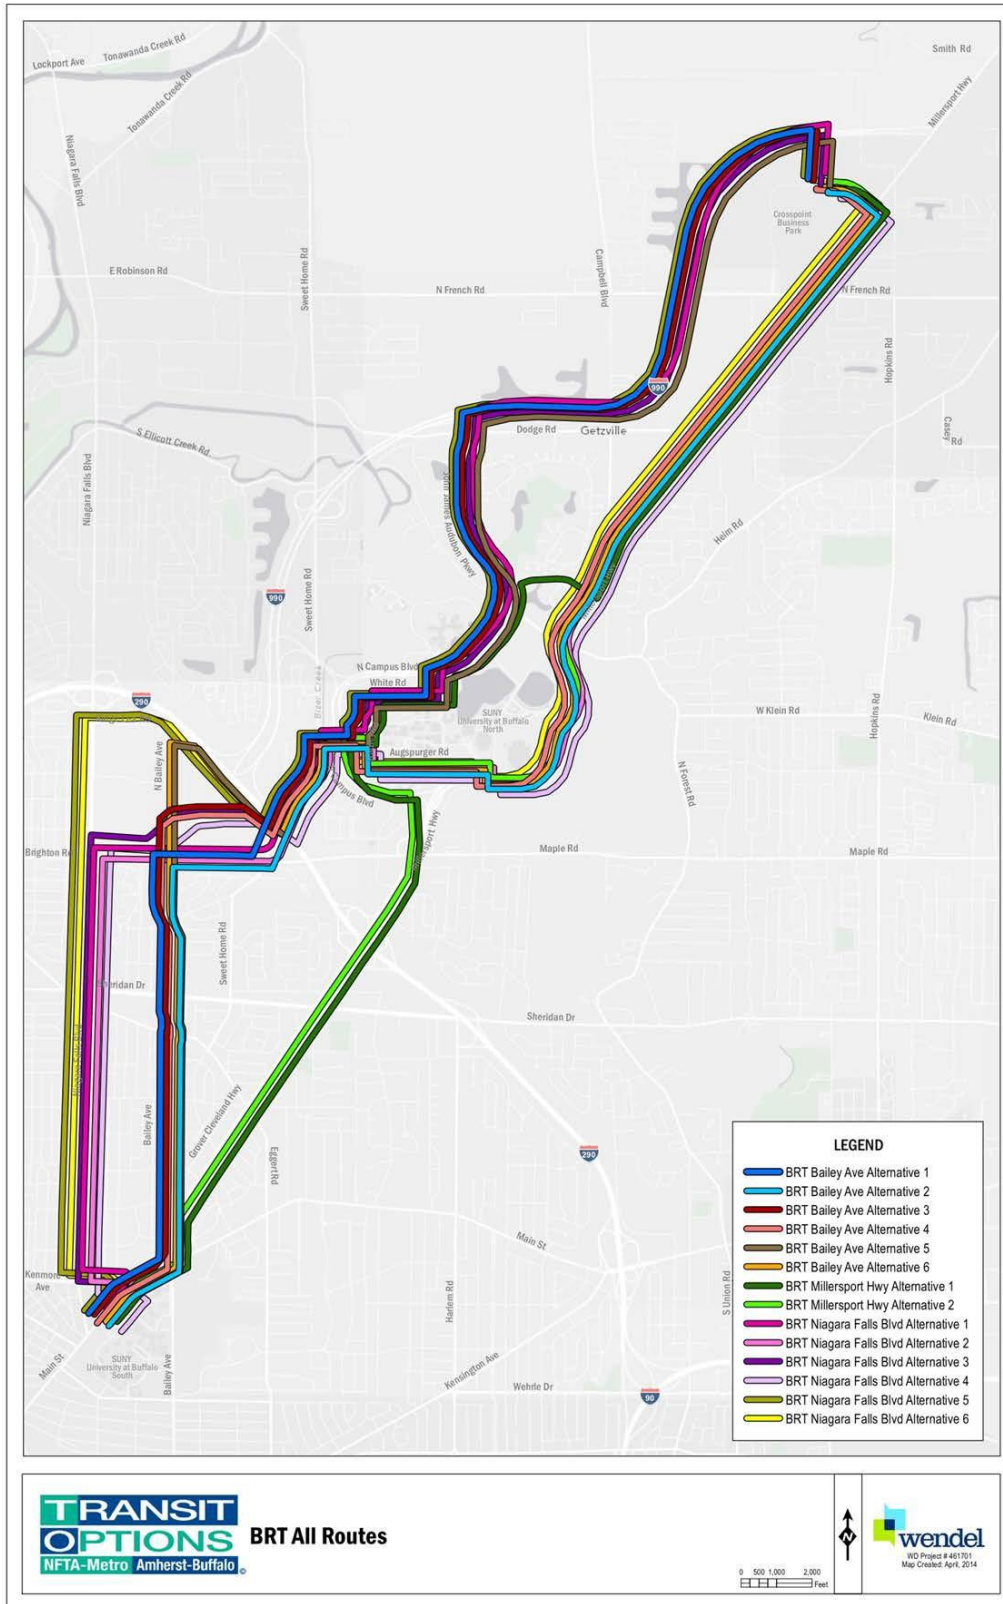 Smith Rd
Tonawanda Creek Rd
Lockport Ave
Millersport Hwy
Tonawanda Creek Rd
Niagara Falls Blvd
Crosspoint
Business
Park
Sweet Home Rd
Campbell Blvd
E Robinson Rd
N French Rd
N French Rd
Hopkins Rd
990
Dodge Rd
Getzville
Casey
Rd
S Ellicott Creek Rd
Niagara Falls Blvd
John James Audubon Pkwy
Heim Rd
990
Sweet Home Rd
N Campus Blvd
Bizer Creek
White Rd
290
SUNY
University at Buffalo
North
W Klein Rd
Hopkins Rd
Klein Rd
N Bailey Ave
Augspurger Rd
N Forest Rd
Brighton Rd
Maple Rd
Maple Rd
Sweet Home Rd
Sheridan Dr
Bailey Ave
Grover Cleveland Hwy
Eggert Rd
290
Main St
Kenmore
Ave
Harlem Rd
S Union Rd
Main St
SUNY
University at Buffalo
South
Bailey Ave
Kensington Ave
Wehrle Dr
90
LEGEND
BRT Bailey Ave Alternative 1
BRT Bailey Ave Alternative 2
BRT Bailey Ave Alternative 3
BRT Bailey Ave Alternative 4
BRT Bailey Ave Alternative 5
BRT Bailey Ave Alternative 6
BRT Millersport Hwy Alternative 1
BRT Millersport Hwy Alternative 2
BRT Niagara Falls Blvd Alternative 1
BRT Niagara Falls Blvd Alternative 2
BRT Niagara Falls Blvd Alternative 3
BRT Niagara Falls Blvd Alternative 4
BRT Niagara Falls Blvd Alternative 5
BRT Niagara Falls Blvd Alternative 6
TRANSIT
OPTIONS
NFTA-Metro Amherst-Buffalo ©
BRT All Routes
0 500 1,000 2,000
Feet
N
wendel
WD Project # 461701
Map Created: April, 2014